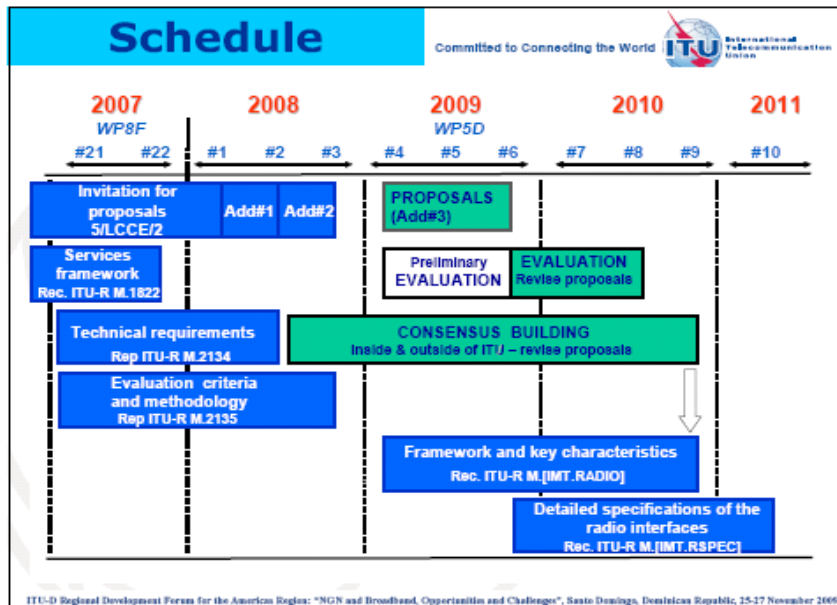 Schedule
Committed to Connecting the World
ITU
International
Telecommunication
Union
2007 2008 2009 2010 2011
WP8F WP5D
#21 #22 #1 #2 #3 #4 #5 #6 #7 #8 #9 #10
Invitation for
proposals
5/LCCE/2
Add#1 Add#2
PROPOSALS
(Add#3)
Services
framework
Rec. ITU-R M.1822
Preliminary
EVALUATION
EVALUATION
Revise proposals
Technical requirements
Rep ITU-R M.2134
CONSENSUS BUILDING
Inside & outside of ITU – revise proposals
Evaluation criteria
and methodology
Rep ITU-R M.2135
Framework and key characteristics
Rec. ITU-R M.[IMT.RADIO]
Detailed specifications of the
radio interfaces
Rec. ITU-R M.[IMT.RSPEC]
ITU-D Regional Development Forum for the Americas Region: "NGN and Broadband, Opportunities and Challenges", Santo Domingo, Dominican Republic, 25-27 November 2009